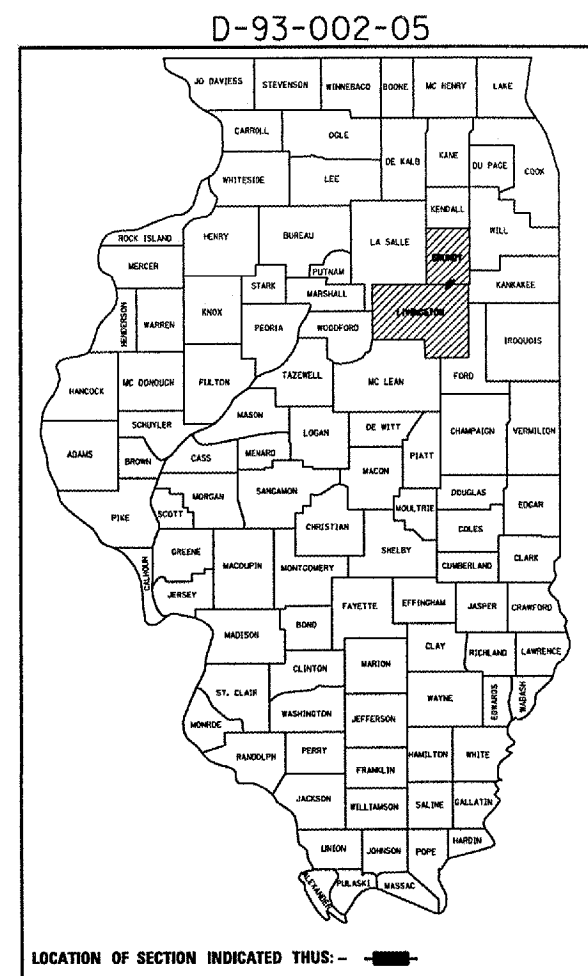 D-93-002-05
JO DAVIESS STEVENSON WINNEBAGO BOONE MC HENRY LAKE
CARROLL OGLE DE KALB KANE DU PAGE COOK
WHITESIDE LEE KENDALL WILL
ROCK ISLAND HENRY BUREAU LA SALLE GRUNDY
MERCER PUTNAM KANKAKEE
HENDERSON WARREN KNOX STARK MARSHALL LIVINGSTON
PEORIA WOODFORD IROQUOIS
HANCOCK MC DONOUGH FULTON TAZEWELL MC LEAN FORD
SCHUYLER MASON LOGAN DE WITT CHAMPAIGN VERMILION
ADAMS BROWN CASS MENARD MACON PIATT
PIKE SCOTT MORGAN SANGAMON CHRISTIAN MOULTRIE DOUGLAS EDGAR
COLES
CALHOUN GREENE MACOUPIN MONTGOMERY SHELBY CUMBERLAND CLARK
JERSEY FAYETTE EFFINGHAM JASPER CRAWFORD
MADISON BOND CLAY RICHLAND LAWRENCE
CLINTON MARION
ST. CLAIR WASHINGTON JEFFERSON WAYNE EDWARDS WABASH
MONROE RANDOLPH PERRY FRANKLIN HAMILTON WHITE
JACKSON WILLIAMSON SALINE GALLATIN
UNION JOHNSON POPE HARDIN
ALEXANDER PULASKI MASSAC
LOCATION OF SECTION INDICATED THUS: -